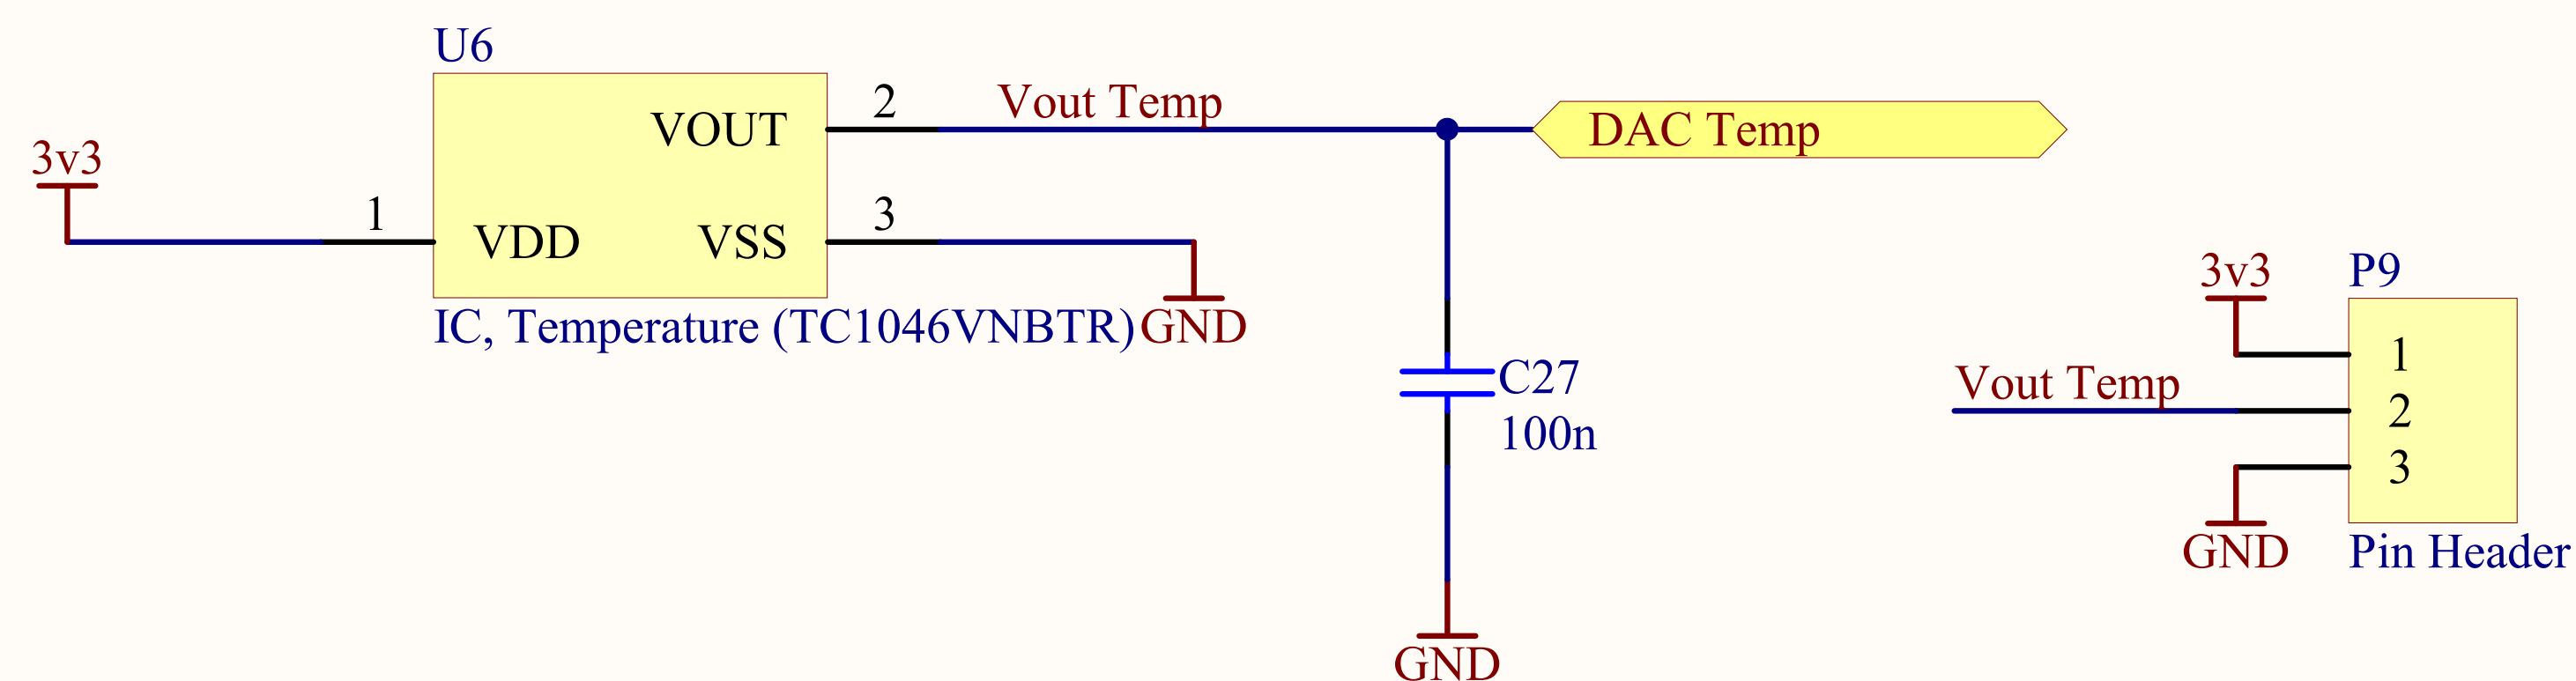 U6
VOUT
2
Vout Temp
DAC Temp
3v3
1
VDD
VSS
3
IC, Temperature (TC1046VNBTR)
GND
C27
100n
GND
3v3
P9
1
Vout Temp
2
3
GND
Pin Header